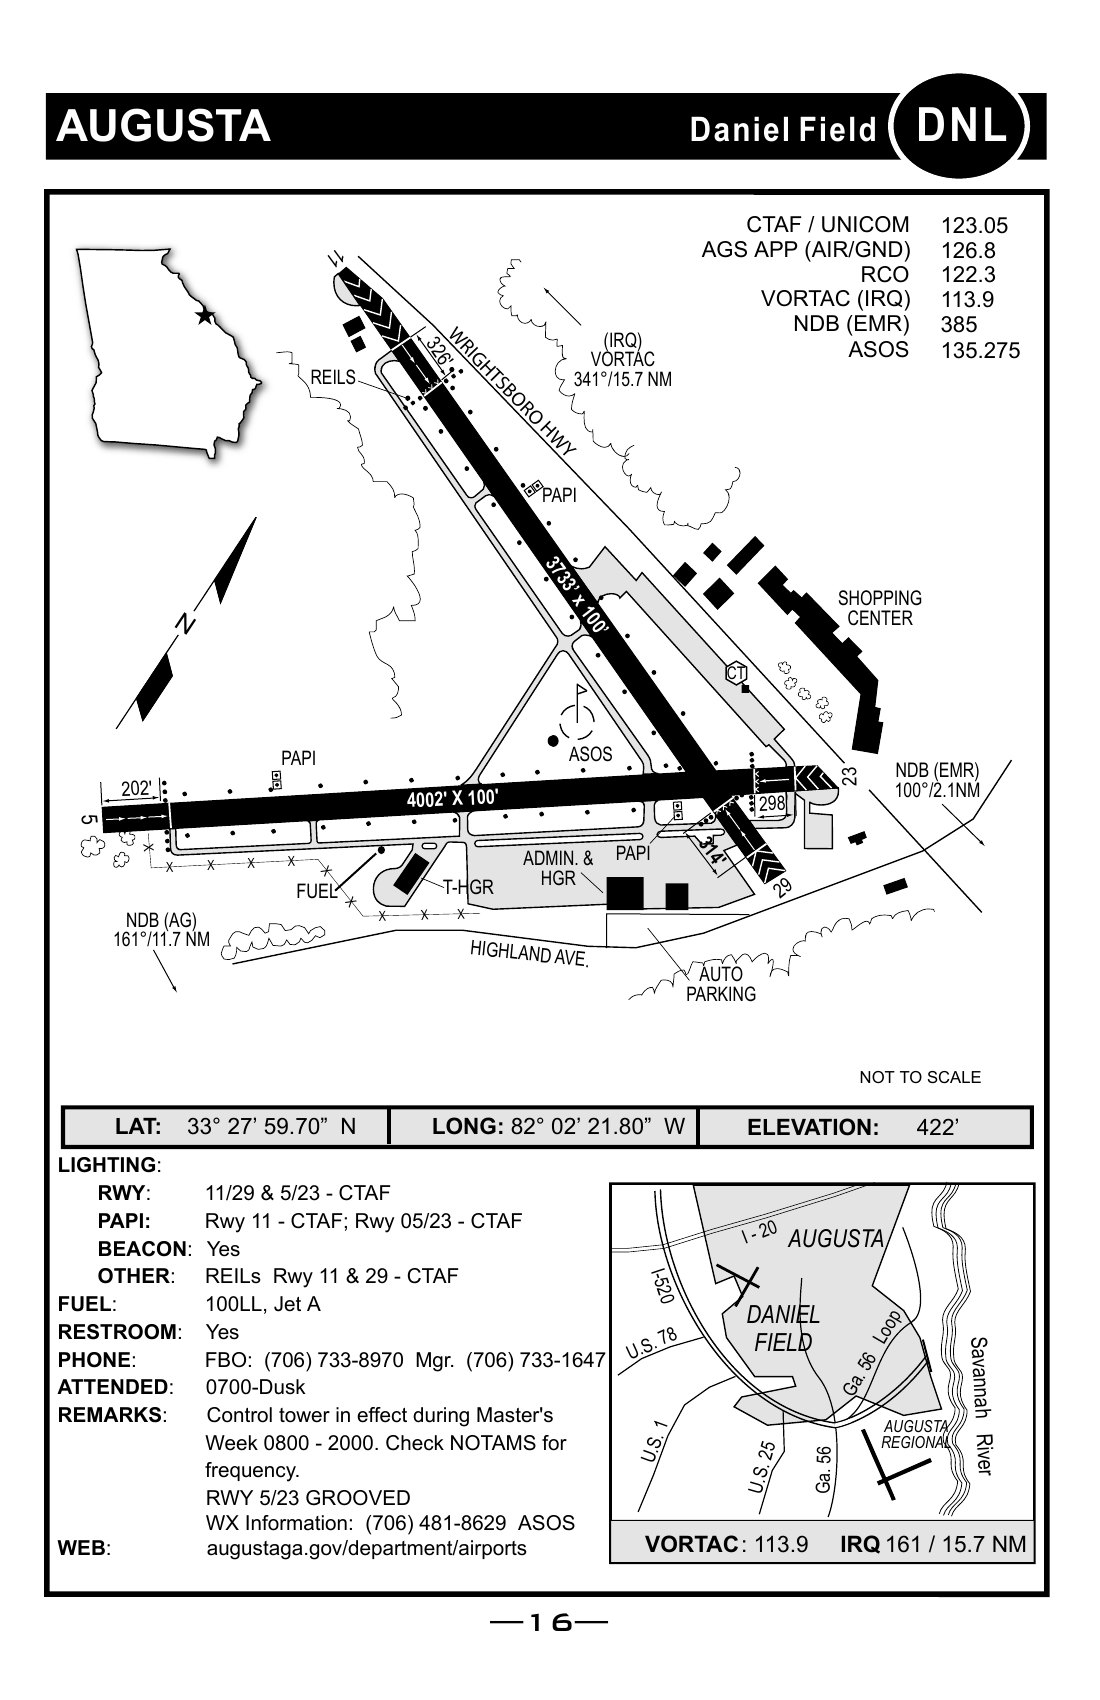 AUGUSTA
Daniel Field
DNL
CTAF / UNICOM 123.05
AGS APP (AIR/GND) 126.8
RCO 122.3
VORTAC (IRQ) 113.9
NDB (EMR) 385
ASOS 135.275
326'
WRIGHTSBORO HWY
(IRQ)
VORTAC
341°/15.7 NM
REILS
PAPI
3733' x 100'
SHOPPING
CENTER
N
CT
ASOS
PAPI
202'
5
4002' X 100'
23
298
NDB (EMR)
100°/2.1NM
PAPI
314'
29
ADMIN. &
HGR
FUEL
T-HGR
X X X X X X X X X
NDB (AG)
161°/11.7 NM
HIGHLAND AVE.
AUTO
PARKING
NOT TO SCALE
LAT: 33° 27’ 59.70” N
LONG: 82° 02’ 21.80” W
ELEVATION: 422’
LIGHTING:
RWY: 11/29 & 5/23 - CTAF
PAPI: Rwy 11 - CTAF; Rwy 05/23 - CTAF
BEACON: Yes
OTHER: REILs Rwy 11 & 29 - CTAF
FUEL: 100LL, Jet A
RESTROOM: Yes
PHONE: FBO: (706) 733-8970 Mgr. (706) 733-1647
ATTENDED: 0700-Dusk
REMARKS: Control tower in effect during Master's
Week 0800 - 2000. Check NOTAMS for
frequency.
RWY 5/23 GROOVED
WX Information: (706) 481-8629 ASOS
WEB: augustaga.gov/department/airports
I - 20
AUGUSTA
I-520
DANIEL
FIELD
U.S. 78
Ga. 56 Loop
U.S. 1
U.S. 25
Ga. 56
AUGUSTA
REGIONAL
Savannah River
VORTAC: 113.9 IRQ 161 / 15.7 NM
16